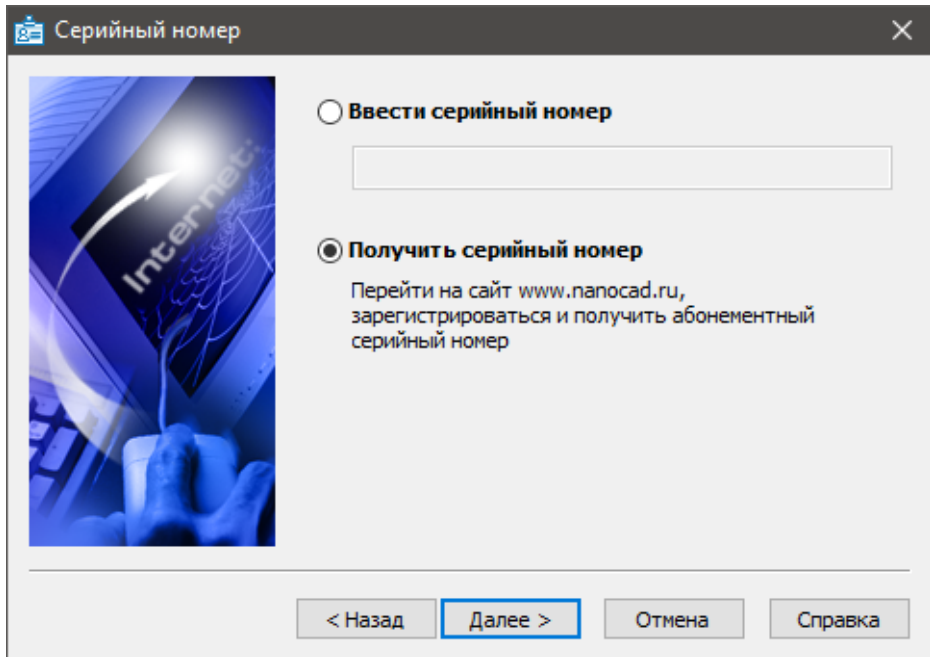 Серийный номер
Internet:
Ввести серийный номер
Получить серийный номер
Перейти на сайт www.nanocad.ru,
зарегистрироваться и получить абонементный
серийный номер
< Назад
Далее >
Отмена
Справка